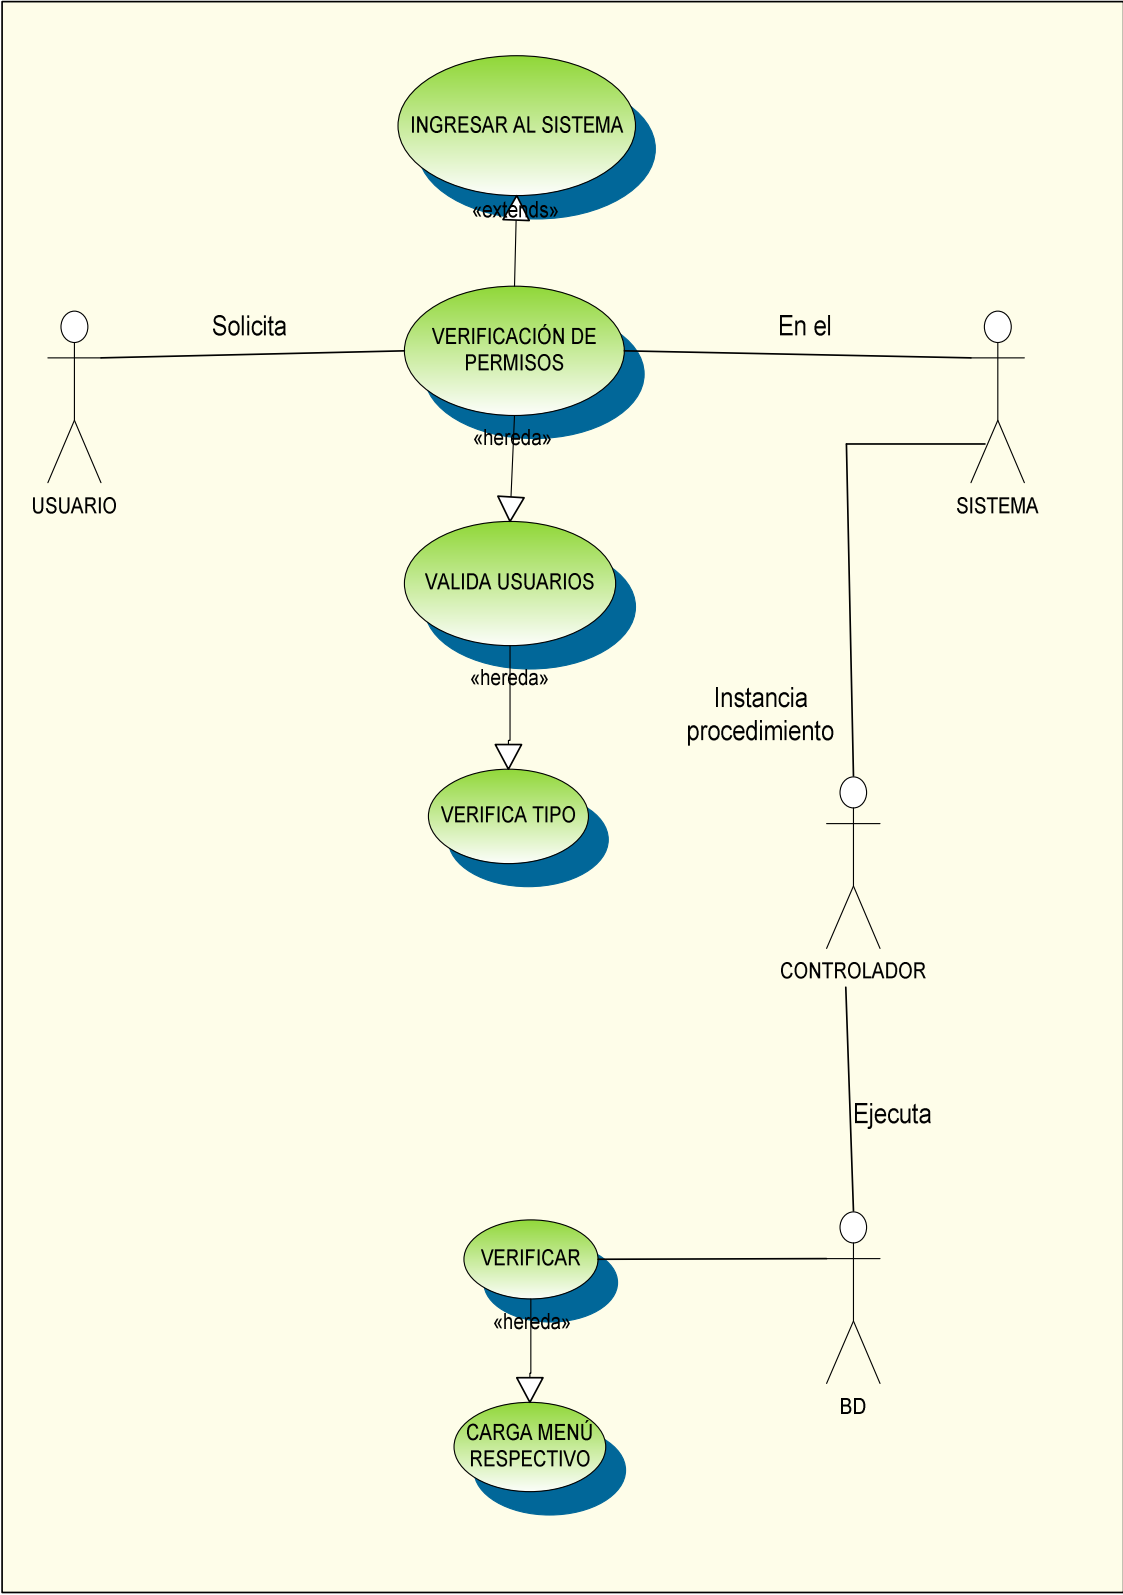 INGRESAR AL SISTEMA
«extends»
Solicita
VERIFICACIÓN DE
PERMISOS
En el
«hereda»
USUARIO
SISTEMA
VALIDA USUARIOS
«hereda»
Instancia
procedimiento
VERIFICA TIPO
CONTROLADOR
Ejecuta
VERIFICAR
«hereda»
BD
CARGA MENÚ
RESPECTIVO